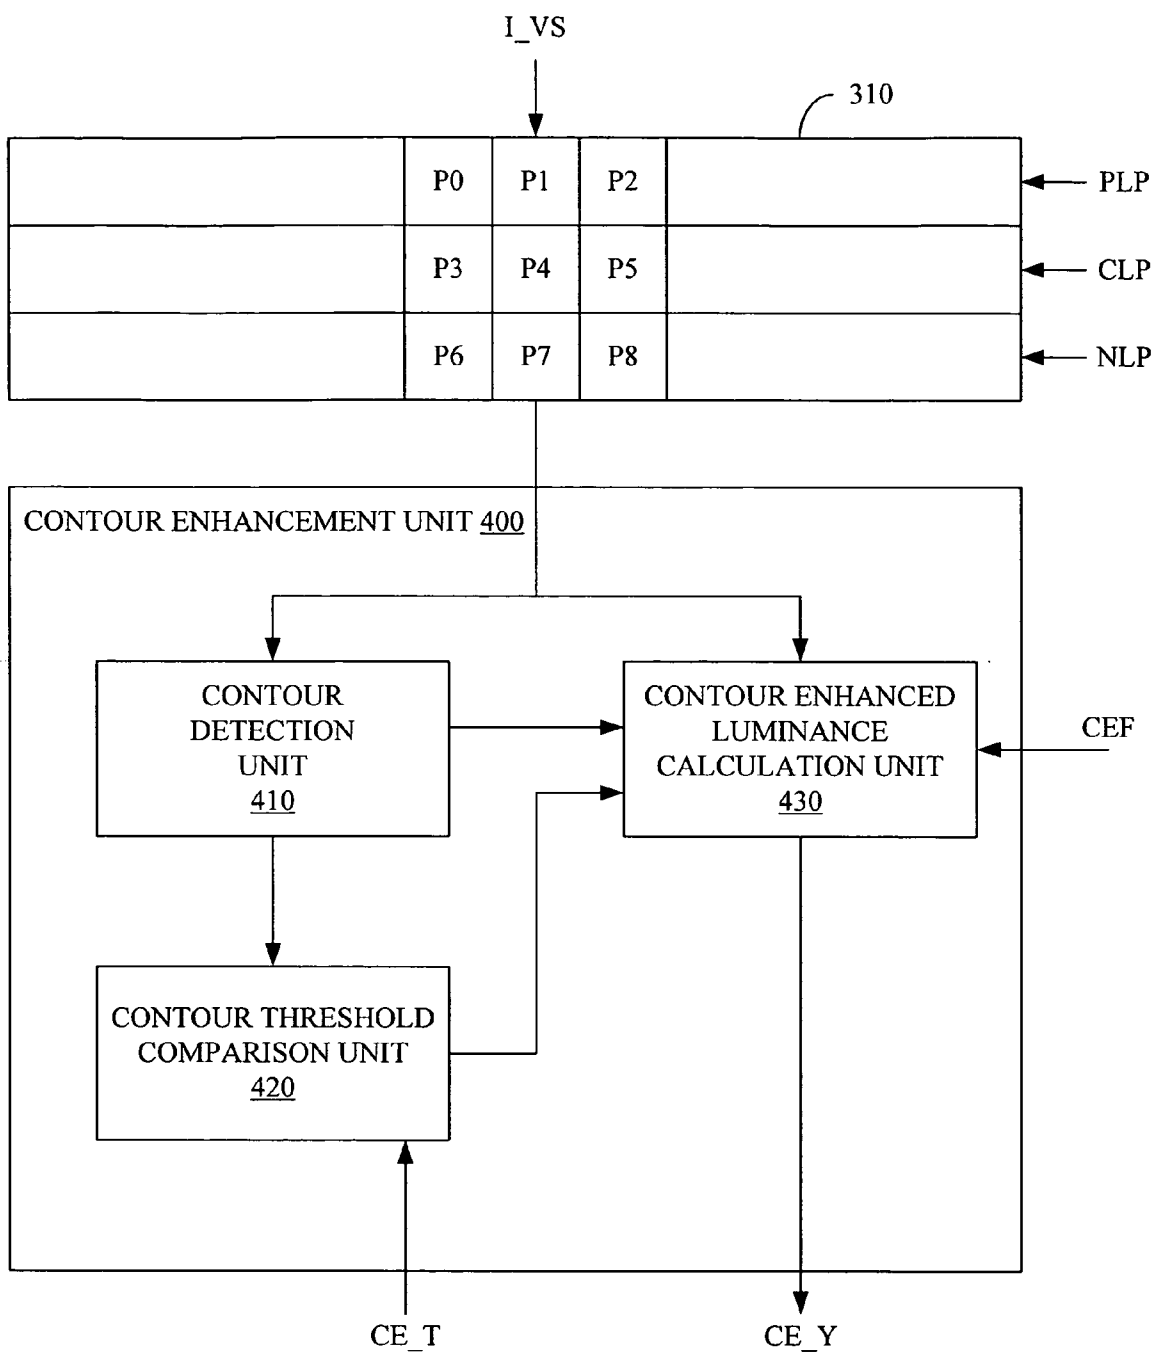 I_VS
310
P0 P1 P2 PLP
P3 P4 P5 CLP
P6 P7 P8 NLP
CONTOUR ENHANCEMENT UNIT 400
CONTOUR
DETECTION
UNIT
410
CONTOUR ENHANCED
LUMINANCE
CALCULATION UNIT
430
CEF
CONTOUR THRESHOLD
COMPARISON UNIT
420
CE_T
CE_Y